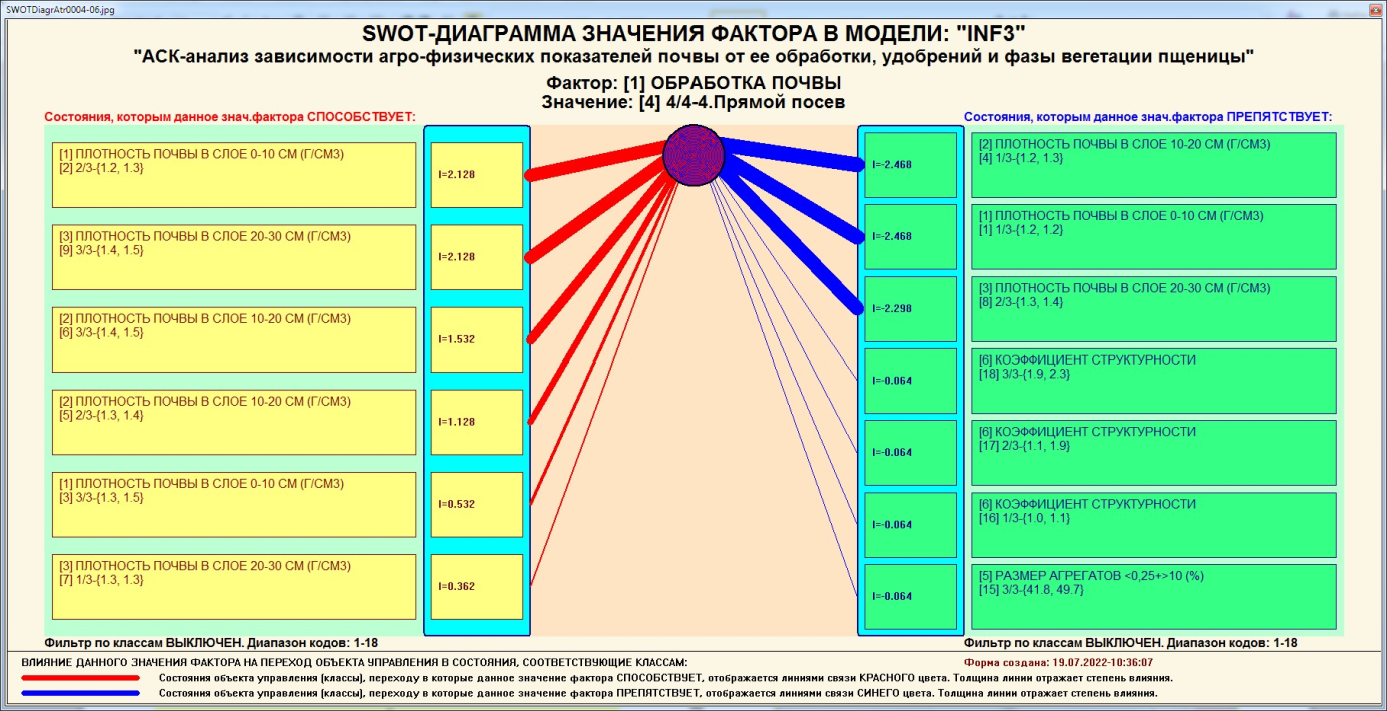 SWOTDiagrAtr0004-06.jpg
SWOT-ДИАГРАММА ЗНАЧЕНИЯ ФАКТОРА В МОДЕЛИ: "INF3"
"АСК-анализ зависимости агро-физических показателей почвы от ее обработки, удобрений и фазы вегетации пщеницы"
Фактор: [1] ОБРАБОТКА ПОЧВЫ
Значение: [4] 4/4-4.Прямой посев
Состояния, которым данное знач.фактора СПОСОБСТВУЕТ:
[1] ПЛОТНОСТЬ ПОЧВЫ В СЛОЕ 0-10 СМ (Г/СМ3)
[2] 2/3-{1.2, 1.3}
I=2.128
[3] ПЛОТНОСТЬ ПОЧВЫ В СЛОЕ 20-30 СМ (Г/СМ3)
[9] 3/3-{1.4, 1.5}
I=2.128
[2] ПЛОТНОСТЬ ПОЧВЫ В СЛОЕ 10-20 СМ (Г/СМ3)
[6] 3/3-{1.4, 1.5}
I=1.532
[2] ПЛОТНОСТЬ ПОЧВЫ В СЛОЕ 10-20 СМ (Г/СМ3)
[5] 2/3-{1.3, 1.4}
I=1.128
[1] ПЛОТНОСТЬ ПОЧВЫ В СЛОЕ 0-10 СМ (Г/СМ3)
[3] 3/3-{1.3, 1.5}
I=0.532
[3] ПЛОТНОСТЬ ПОЧВЫ В СЛОЕ 20-30 СМ (Г/СМ3)
[7] 1/3-{1.3, 1.3}
I=0.362
Фильтр по классам ВЫКЛЮЧЕН. Диапазон кодов: 1-18
Состояния, которым данное знач.фактора ПРЕПЯТСТВУЕТ:
I=-2.468
[2] ПЛОТНОСТЬ ПОЧВЫ В СЛОЕ 10-20 СМ (Г/СМ3)
[4] 1/3-{1.2, 1.3}
I=-2.468
[1] ПЛОТНОСТЬ ПОЧВЫ В СЛОЕ 0-10 СМ (Г/СМ3)
[1] 1/3-{1.2, 1.2}
I=-2.298
[3] ПЛОТНОСТЬ ПОЧВЫ В СЛОЕ 20-30 СМ (Г/СМ3)
[8] 2/3-{1.3, 1.4}
I=-0.064
[6] КОЭФФИЦИЕНТ СТРУКТУРНОСТИ
[18] 3/3-{1.9, 2.3}
I=-0.064
[6] КОЭФФИЦИЕНТ СТРУКТУРНОСТИ
[17] 2/3-{1.1, 1.9}
I=-0.064
[6] КОЭФФИЦИЕНТ СТРУКТУРНОСТИ
[16] 1/3-{1.0, 1.1}
I=-0.064
[5] РАЗМЕР АГРЕГАТОВ <0,25+>10 (%)
[15] 3/3-{41.8, 49.7}
Фильтр по классам ВЫКЛЮЧЕН. Диапазон кодов: 1-18
ВЛИЯНИЕ ДАННОГО ЗНАЧЕНИЯ ФАКТОРА НА ПЕРЕХОД ОБЪЕКТА УПРАВЛЕНИЯ В СОСТОЯНИЯ, СООТВЕТСТВУЮЩИЕ КЛАССАМ:
Форма создана: 19.07.2022-10:36:07
Состояния объекта управления (классы), переходу в которые данное значение фактора СПОСОБСТВУЕТ, отображается линиями связи КРАСНОГО цвета. Толщина линии отражает степень влияния.
Состояния объекта управления (классы), переходу в которые данное значение фактора ПРЕПЯТСТВУЕТ, отображается линиями связи СИНЕГО цвета. Толщина линии отражает степень влияния.